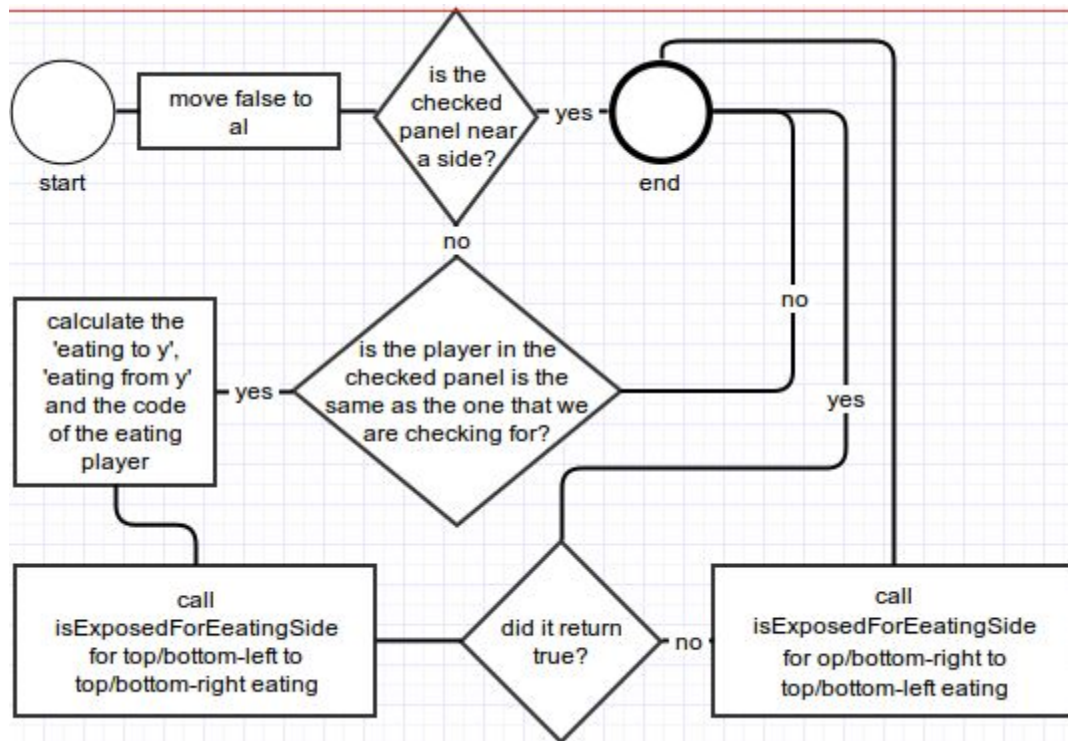 start
move false to
al
is the
checked
panel near
a side?
yes
end
no
is the player in the
checked panel is the
same as the one that we
are checking for?
no
yes
calculate the
'eating to y',
'eating from y'
and the code
of the eating
player
call
isExposedForEeatingSide
for top/bottom-left to
top/bottom-right eating
did it return
true?
yes
no
call
isExposedForEeatingSide
for op/bottom-right to
top/bottom-left eating